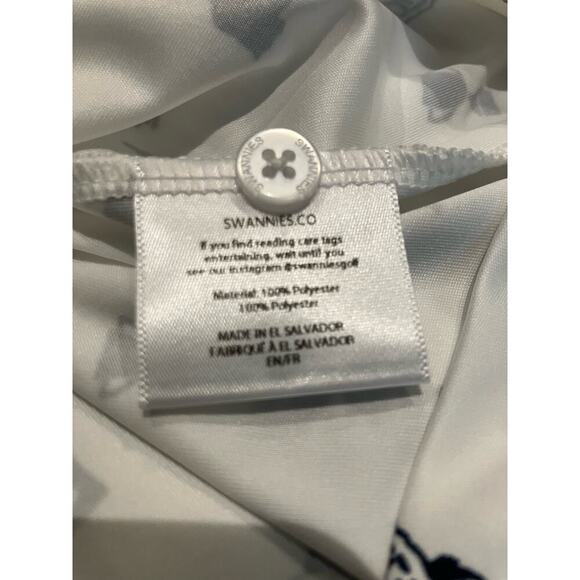 SWANNIES
SWANNIES
SWANNIES.CO
If you find reading care tags
entertaining, wait until you
see our Instagram @swanniesgolf
Material: 100% Polyester
100% Polyester
MADE IN EL SALVADOR
FABRIQUÉ À EL SALVADOR
EN/FR